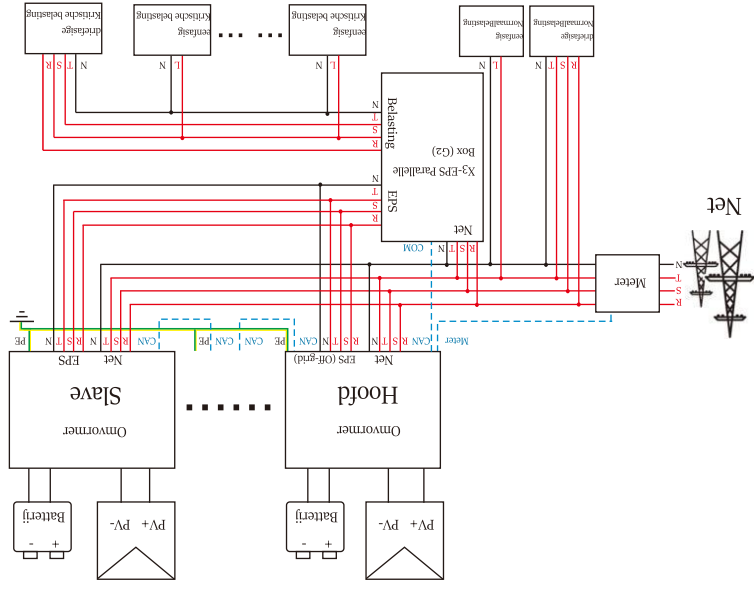 + -
PV+ PV-
Batterij
+ -
PV+ PV-
Batterij
Omvormer
Hoofd
Omvormer
Slave
Net
EPS (Off-grid)
Net
EPS
Meter
CAN
R S T N
R S T N
CAN
PE
CAN
CAN
PE
CAN
R S T N
R S T N
PE
R
S
T
N
Meter
Net
COM
R S T N
Net
EPS
R
S
T
N
X3-EPS Parallelle
Box (G2)
Belasting
R
S
T
N
R S T N
L N
L N
L N
R S T N
driefasige
NormaalBelasting
eenfasig
NormaalBelasting
eenfasig
Kritische belasting
eenfasig
Kritische belasting
driefasige
Kritische belasting